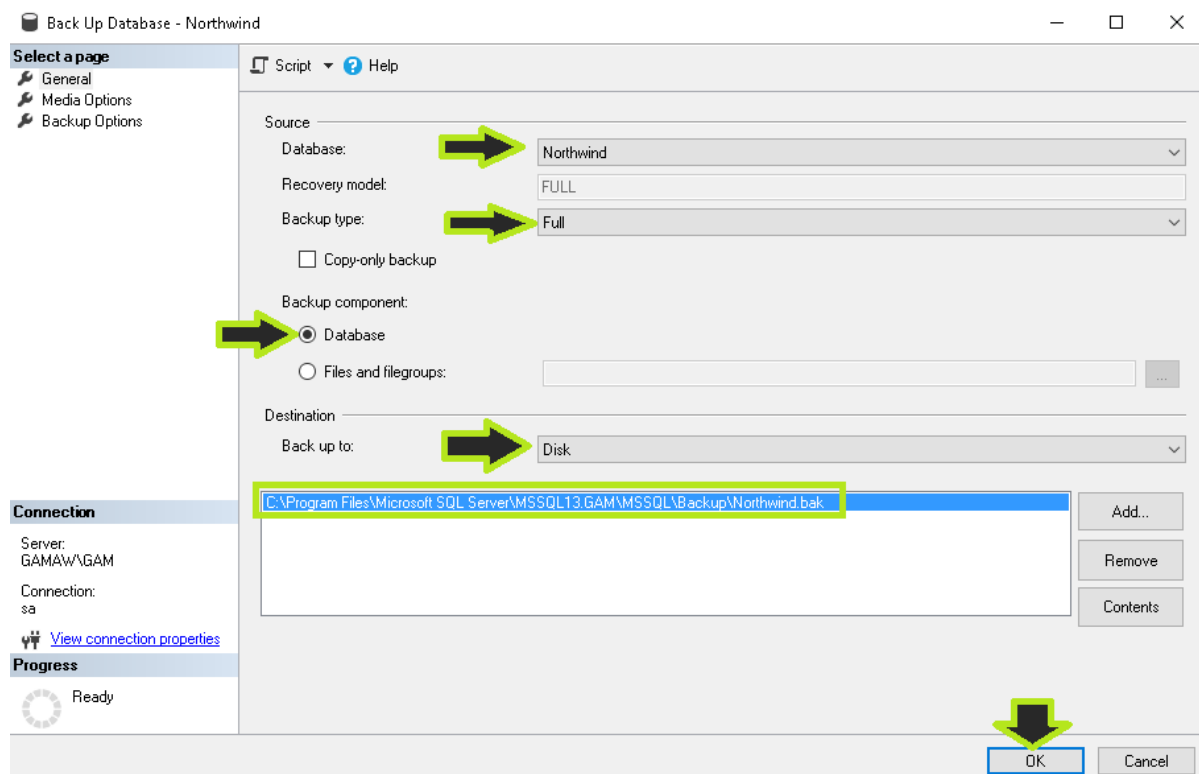 Back Up Database - Northwind
Select a page
General
Media Options
Backup Options
Script
Help
Source
Database:
Northwind
Recovery model:
FULL
Backup type:
Full
Copy-only backup
Backup component:
Database
Files and filegroups:
...
Destination
Back up to:
Disk
C:\Program Files\Microsoft SQL Server\MSSQL13.GAM\MSSQL\Backup\Northwind.bak
Add...
Remove
Contents
Connection
Server:
GAMAW\GAM
Connection:
sa
View connection properties
Progress
Ready
OK
Cancel